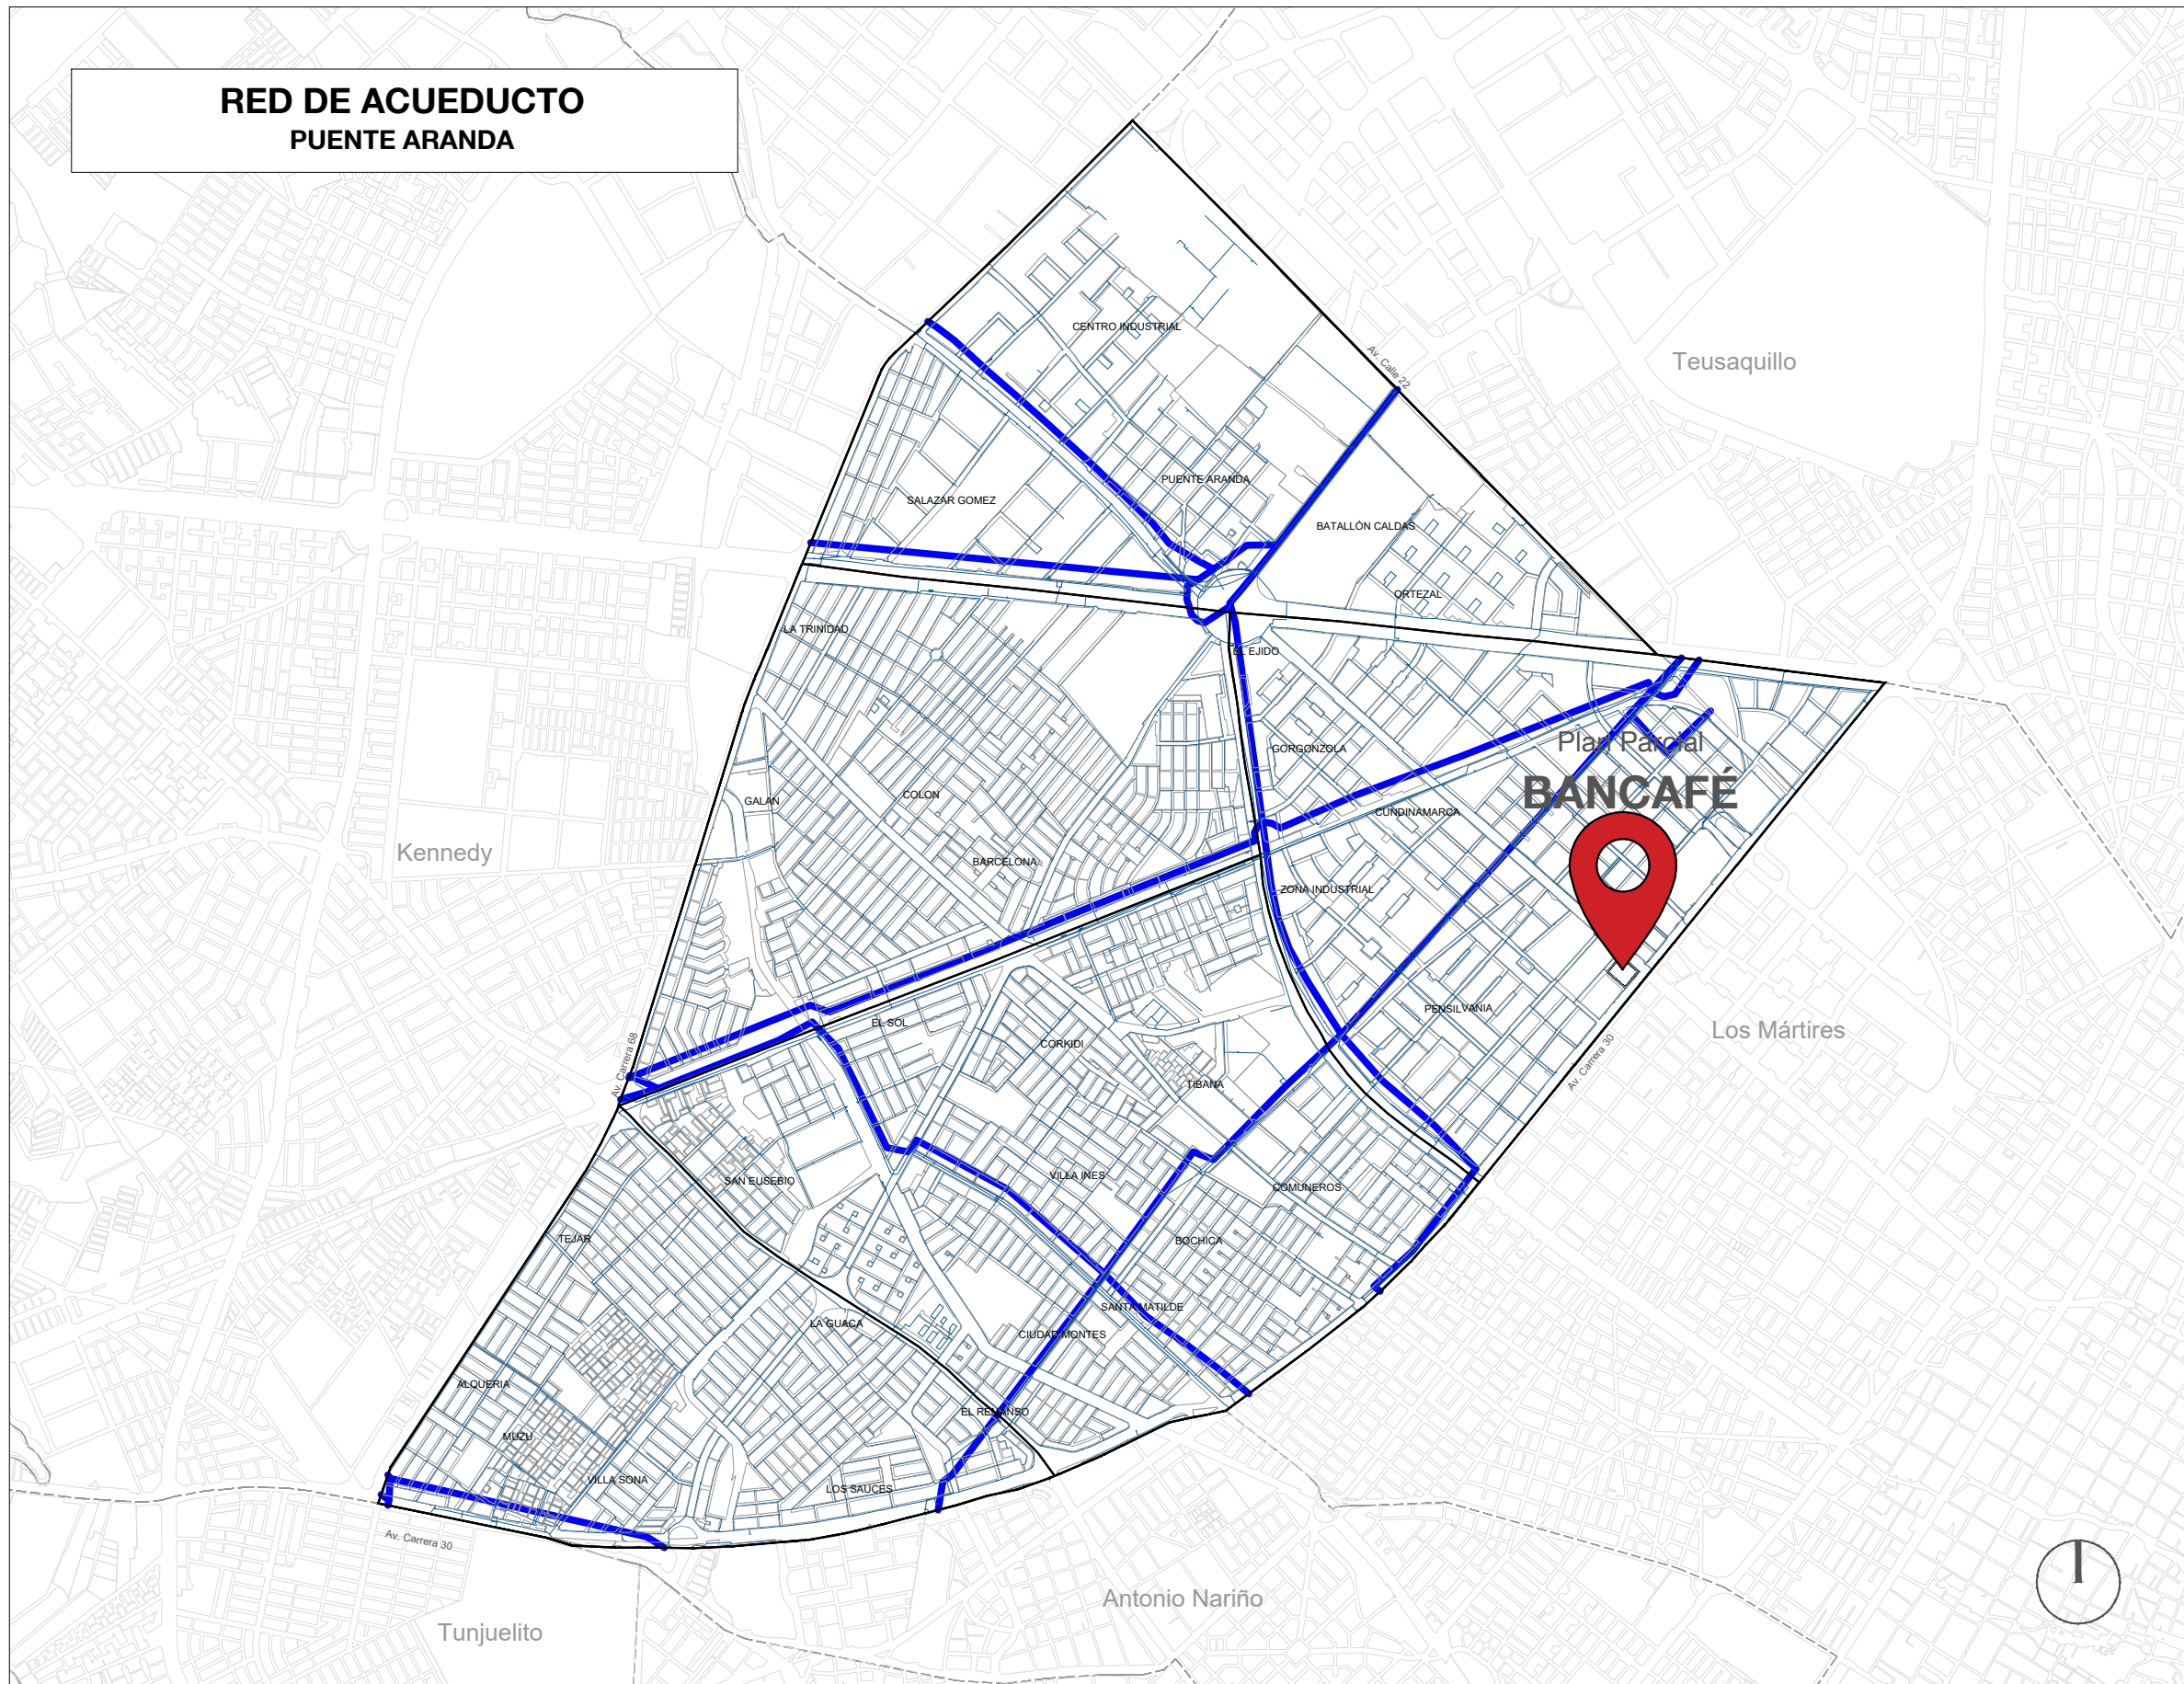 RED DE ACUEDUCTO
PUENTE ARANDA
CENTRO INDUSTRIAL
Av. Calle 22
Teusaquillo
PUENTE ARANDA
SALAZAR GOMEZ
BATALLÓN CALDAS
ORTEZAL
LA TRINIDAD
EL EJIDO
GORGONZOLA
Plan Parcial
BANCAFÉ
GALAN
COLON
CUNDINAMARCA
Kennedy
BARCELONA
ZONA INDUSTRIAL
PENSILVANIA
EL SOL
CORKIDI
Los Mártires
Av. Carrera 68
TIBANA
Av. Carrera 30
VILLA INES
SAN EUSEBIO
COMUNEROS
TEJAR
BOCHICA
SANTA MATILDE
LA GUACA
CIUDAD MONTES
ALQUERIA
EL REMANSO
MUZU
VILLA SONA
LOS SAUCES
Av. Carrera 30
Antonio Nariño
Tunjuelito